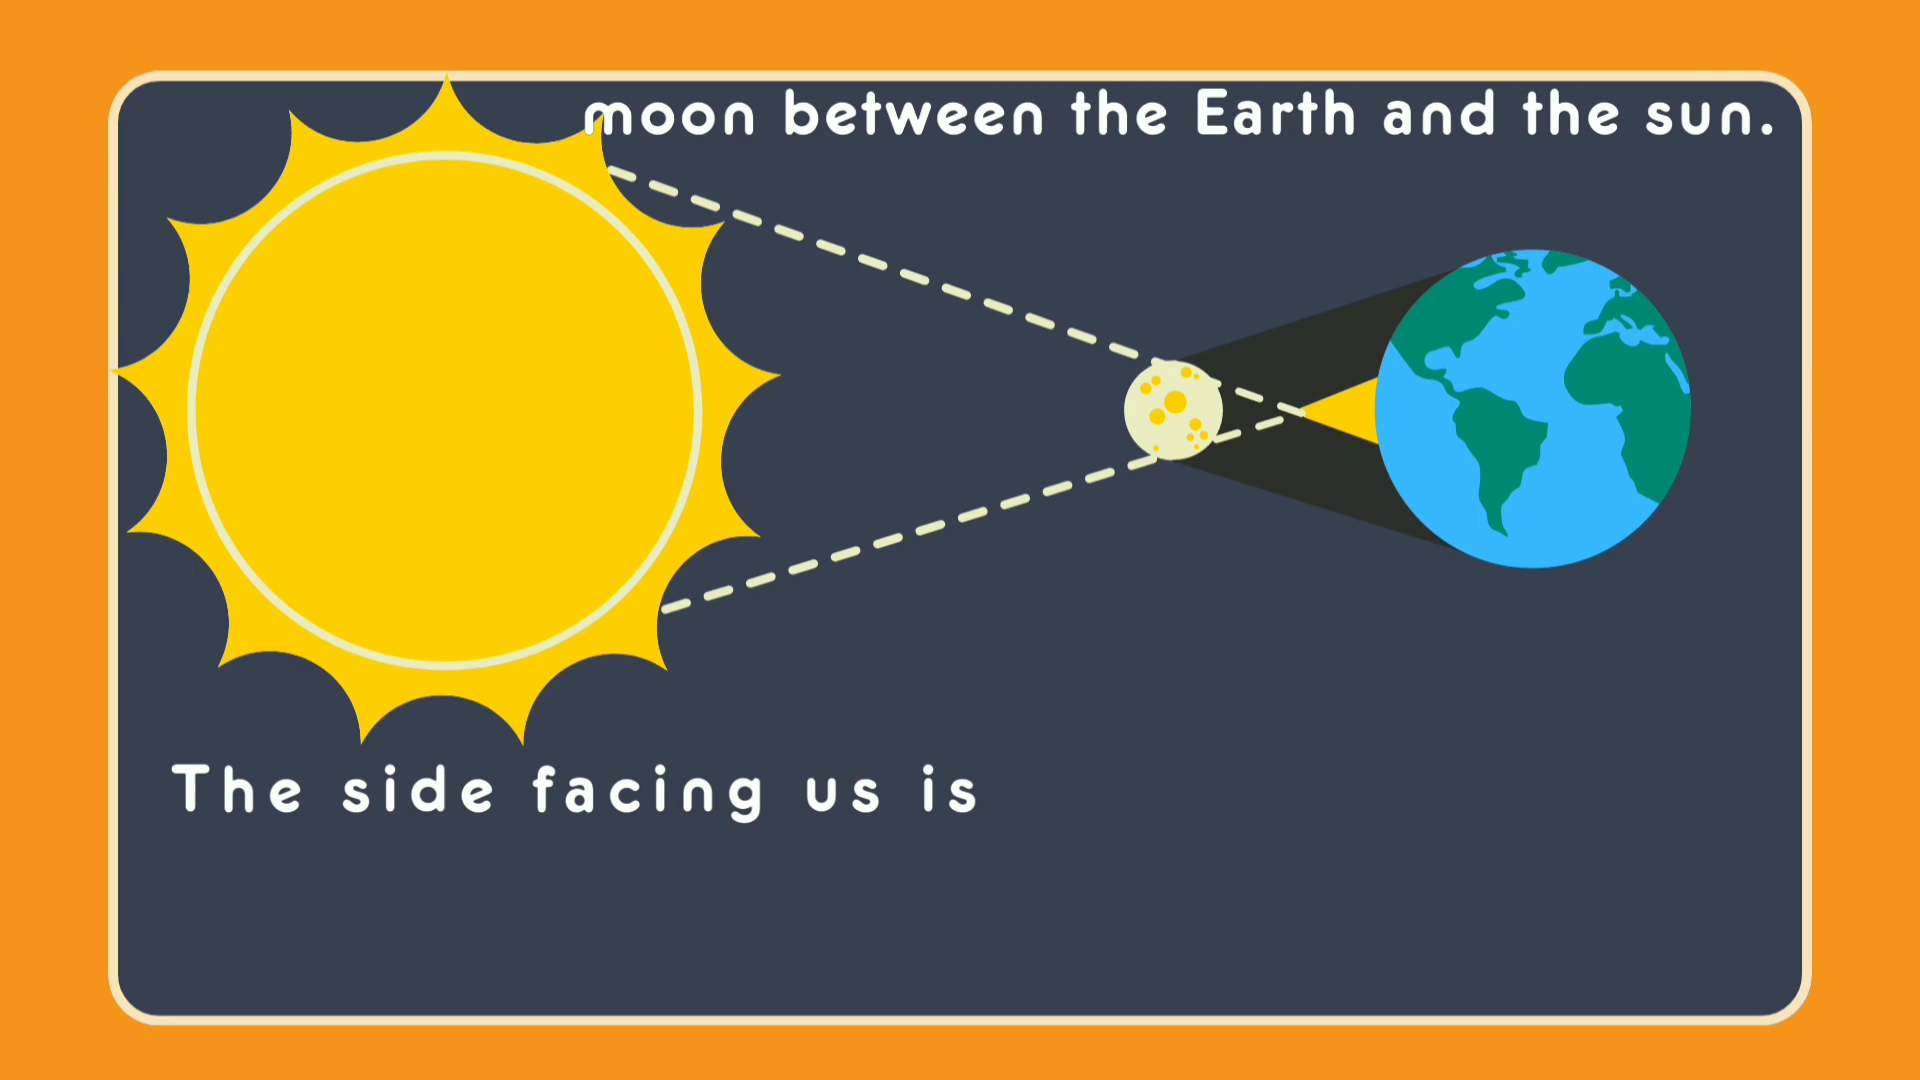 moon between the Earth and the sun.
The side facing us is